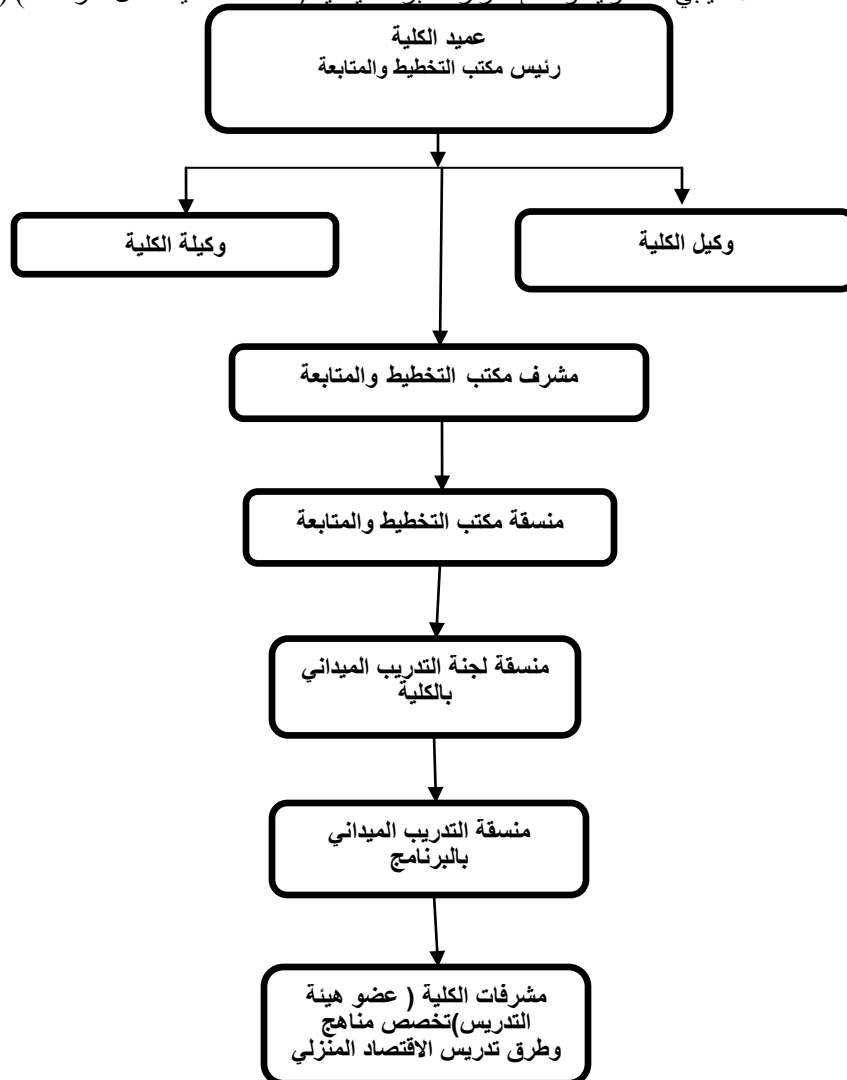 عميد الكلية
رئيس مكتب التخطيط والمتابعة
وكيل الكلية
وكيلة الكلية
مشرف مكتب التخطيط والمتابعة
منسقة مكتب التخطيط والمتابعة
منسقة لجنة التدريب الميداني
بالكلية
منسقة التدريب الميداني
بالبرنامج
مشرفات الكلية ( عضو هيئة
التدريس)تخصص مناهج
وطرق تدريس الاقتصاد المنزلي